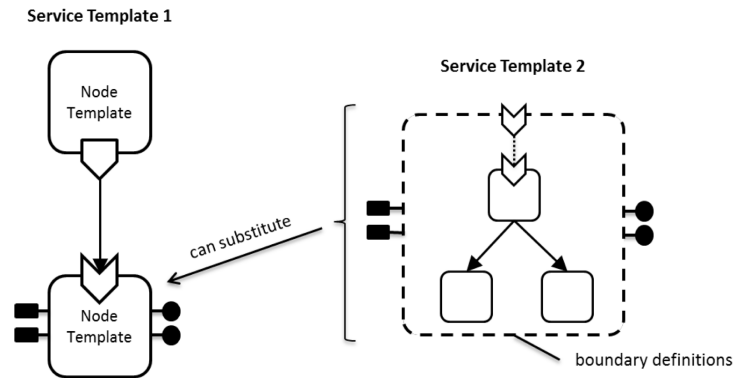 Service Template 1
Node
Template
Service Template 2
can substitute
Node
Template
boundary definitions